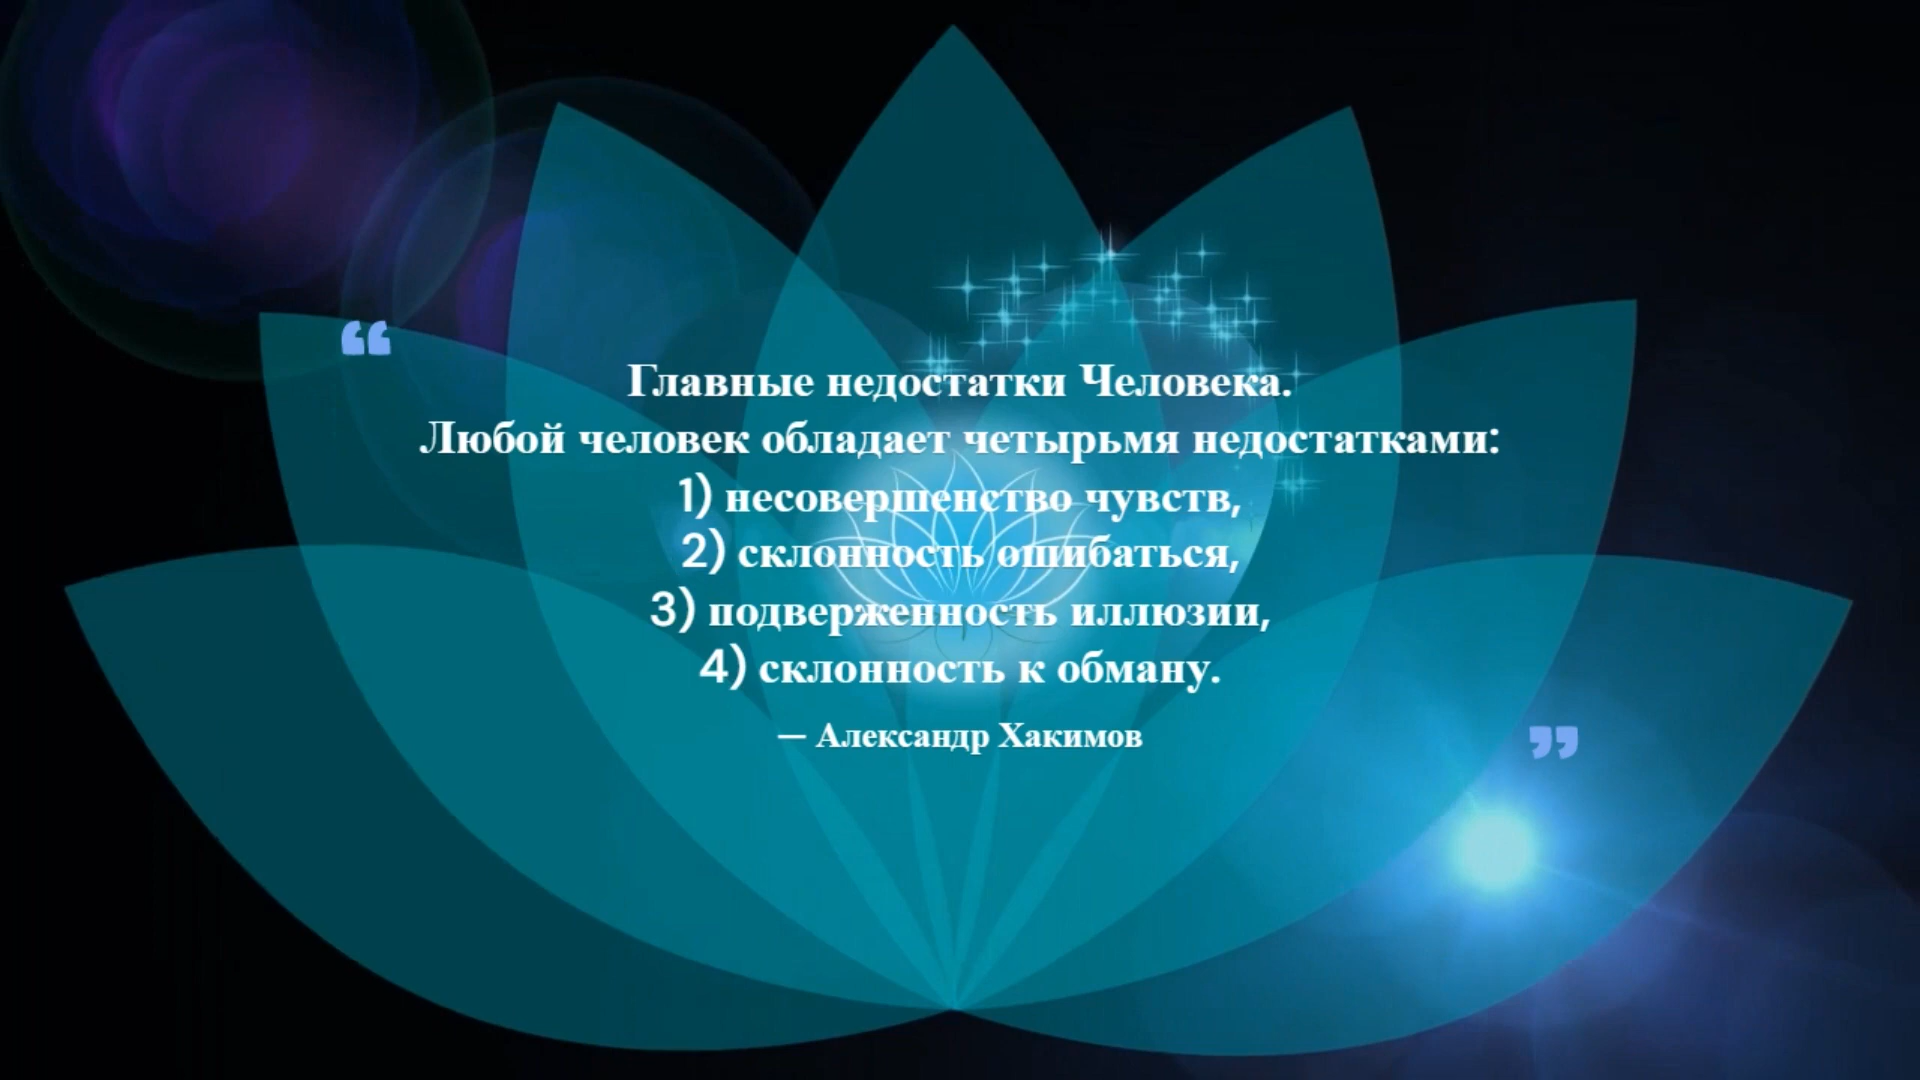 “
Главные недостатки Человека.
Любой человек обладает четырьмя недостатками:
1) несовершенство чувств,
2) склонность ошибаться,
3) подверженность иллюзии,
4) склонность к обману.
— Александр Хакимов
”